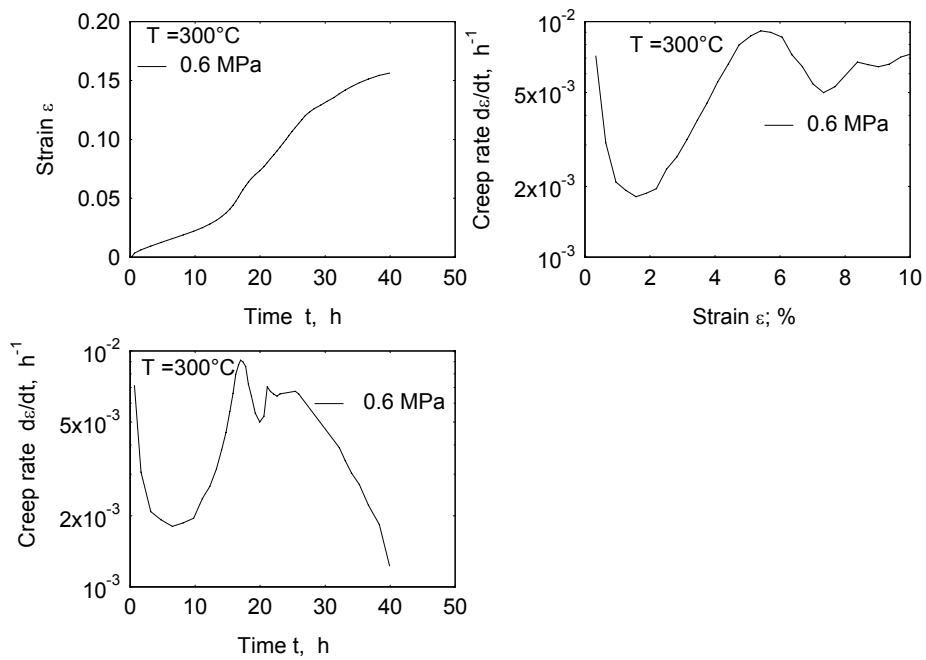 0.20
T =300°C
0.6 MPa
0.15
0.10
0.05
0
Strain ε
0 10 20 30 40 50
Time t, h
10⁻²
T =300°C
5x10⁻³
0.6 MPa
2x10⁻³
10⁻³
Creep rate dε/dt, h⁻¹
0 2 4 6 8 10
Strain ε; %
10⁻²
T =300°C
0.6 MPa
5x10⁻³
2x10⁻³
10⁻³
Creep rate dε/dt, h⁻¹
0 10 20 30 40 50
Time t, h